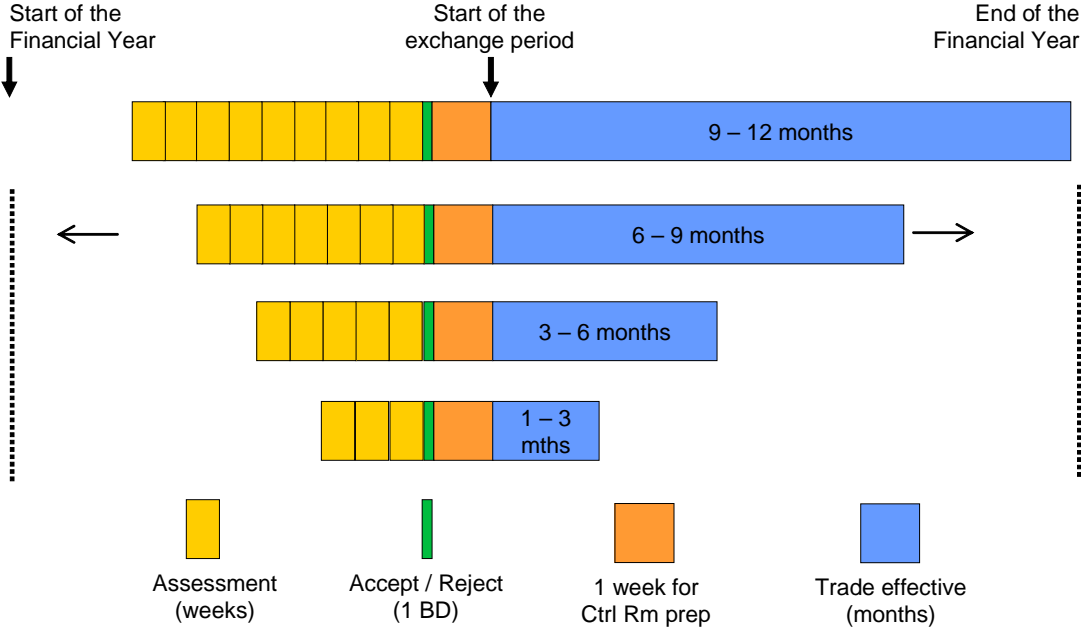 Start of the
Financial Year
Start of the
exchange period
End of the
Financial Year
9 – 12 months
6 – 9 months
3 – 6 months
1 – 3
mths
Assessment
(weeks)
Accept / Reject
(1 BD)
1 week for
Ctrl Rm prep
Trade effective
(months)